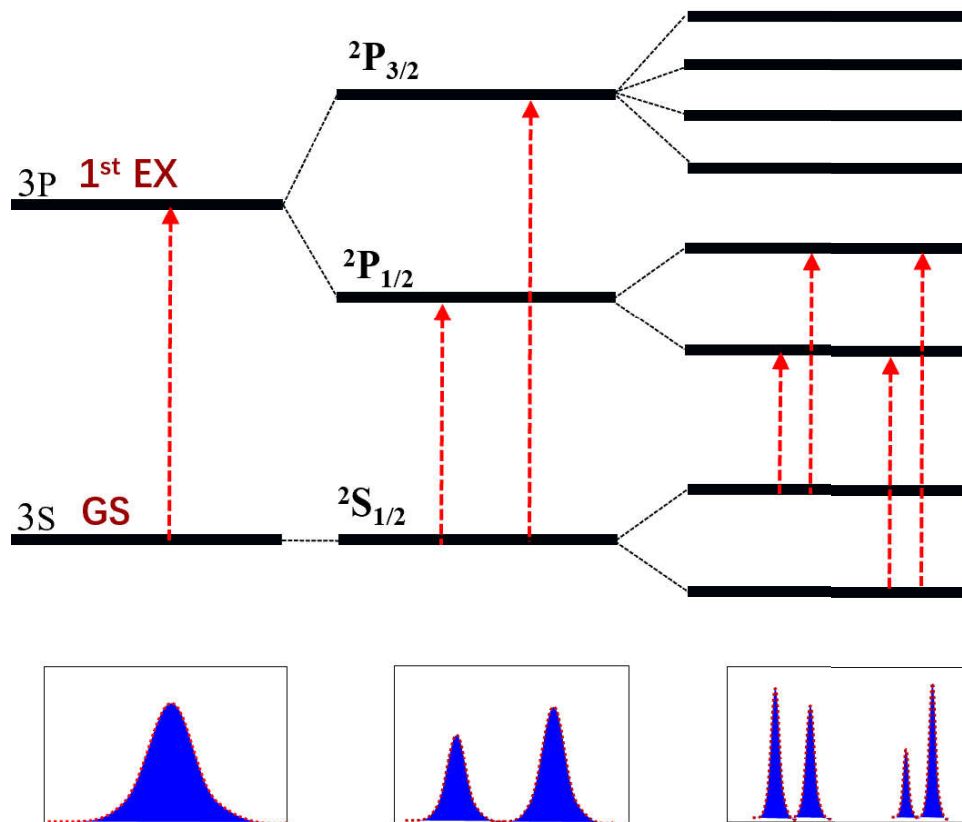 ²P₃/₂
3P 1ˢᵗ EX
²P₁/₂
3S GS
²S₁/₂